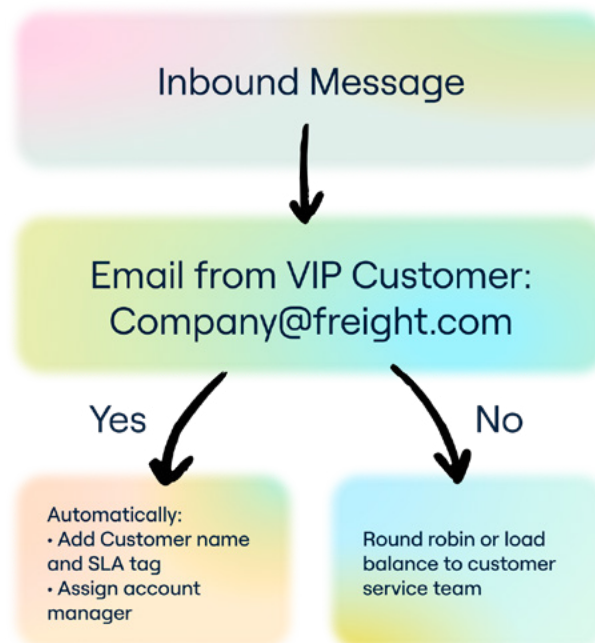 Inbound Message
Email from VIP Customer:
Company@freight.com
Yes
No
Automatically:
• Add Customer name
and SLA tag
• Assign account
manager
Round robin or load
balance to customer
service team